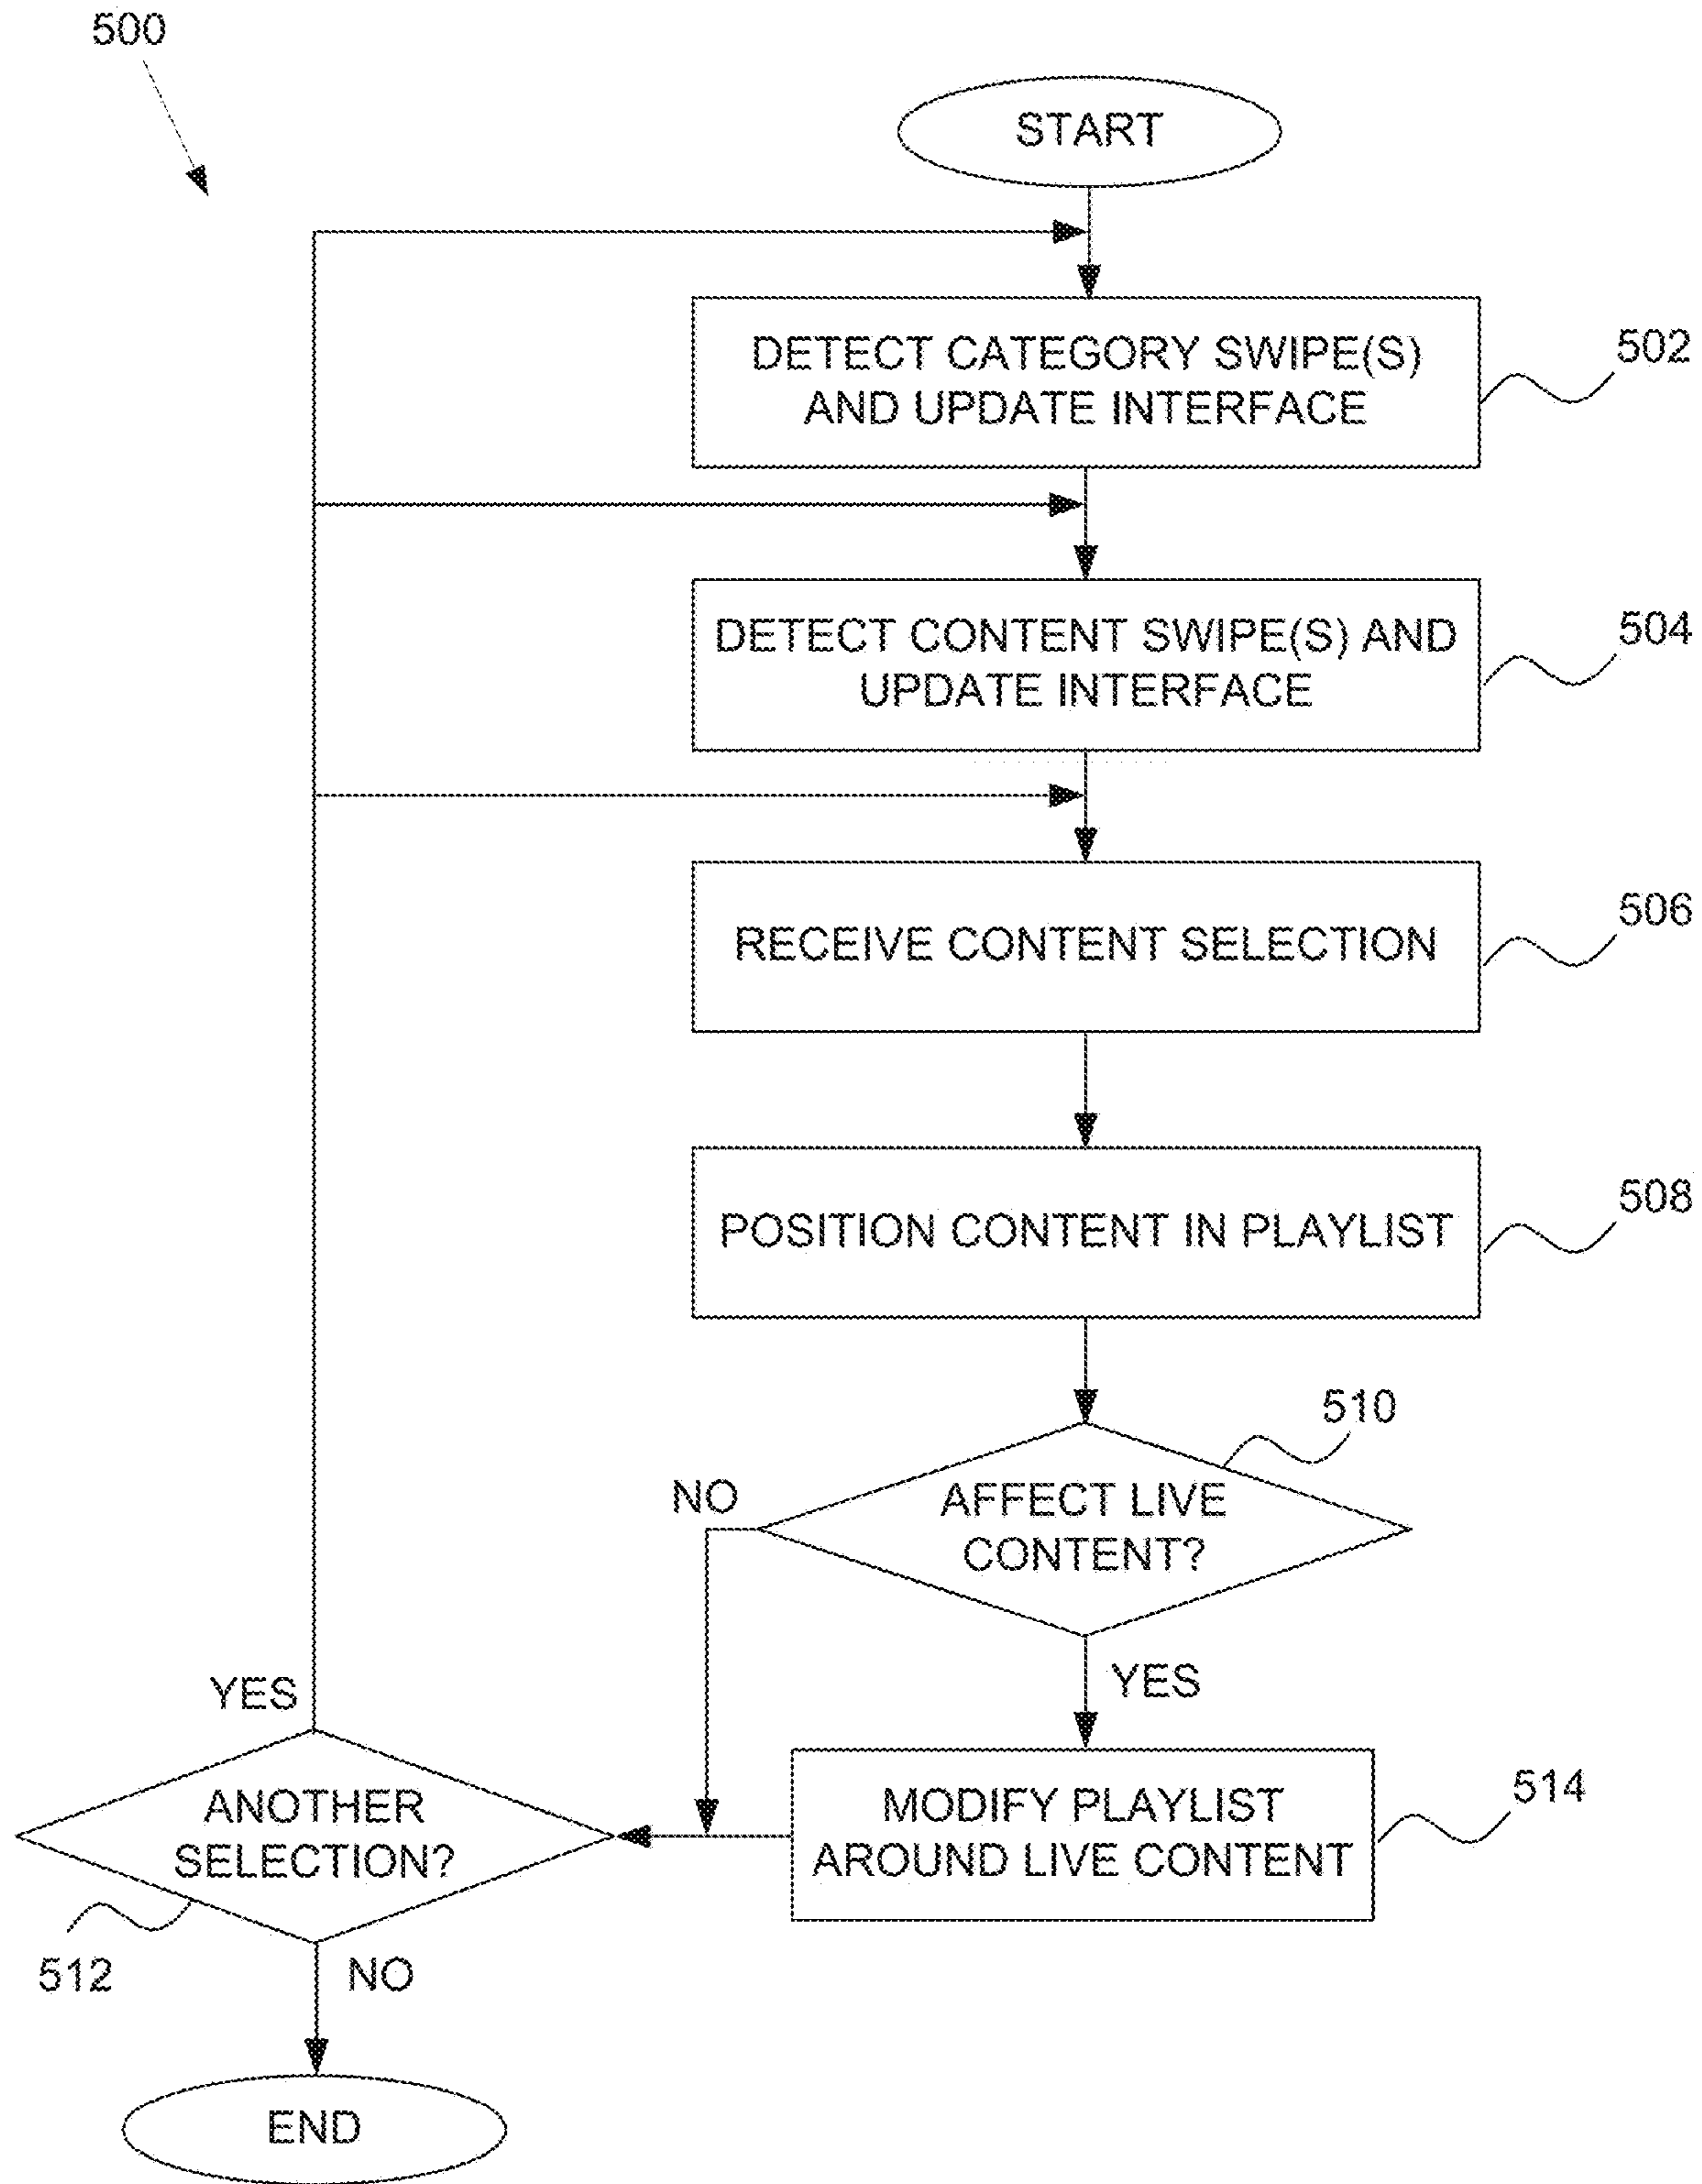 500
START
DETECT CATEGORY SWIPE(S)
AND UPDATE INTERFACE
502
DETECT CONTENT SWIPE(S) AND
UPDATE INTERFACE
504
RECEIVE CONTENT SELECTION
506
POSITION CONTENT IN PLAYLIST
508
510
AFFECT LIVE
CONTENT?
NO
YES
MODIFY PLAYLIST
AROUND LIVE CONTENT
514
YES
ANOTHER
SELECTION?
512
NO
END